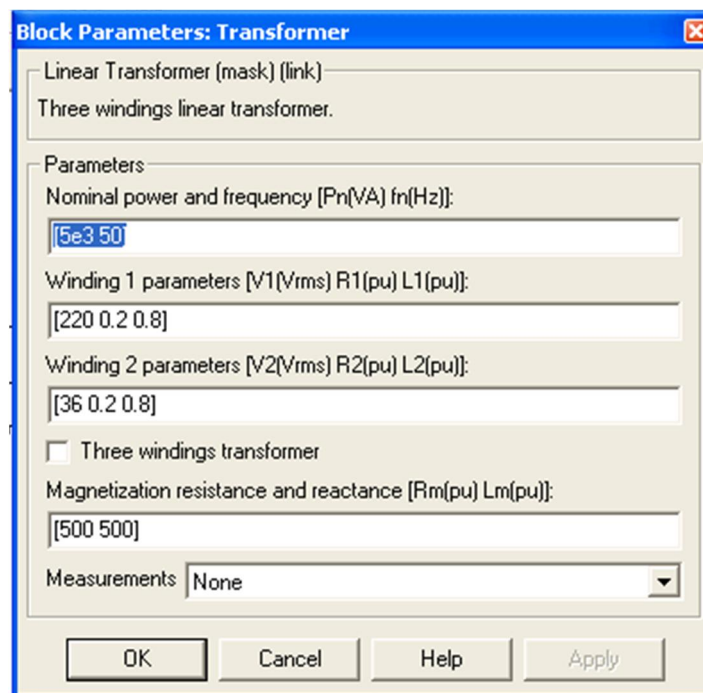 Block Parameters: Transformer
Linear Transformer (mask) (link)
Three windings linear transformer.
Parameters
Nominal power and frequency [Pn(VA) fn(Hz)]:
[5e3 50]
Winding 1 parameters [V1(Vrms) R1(pu) L1(pu)]:
[220 0.2 0.8]
Winding 2 parameters [V2(Vrms) R2(pu) L2(pu)]:
[36 0.2 0.8]
Three windings transformer
Magnetization resistance and reactance [Rm(pu) Lm(pu)]:
[500 500]
Measurements None
OK Cancel Help Apply